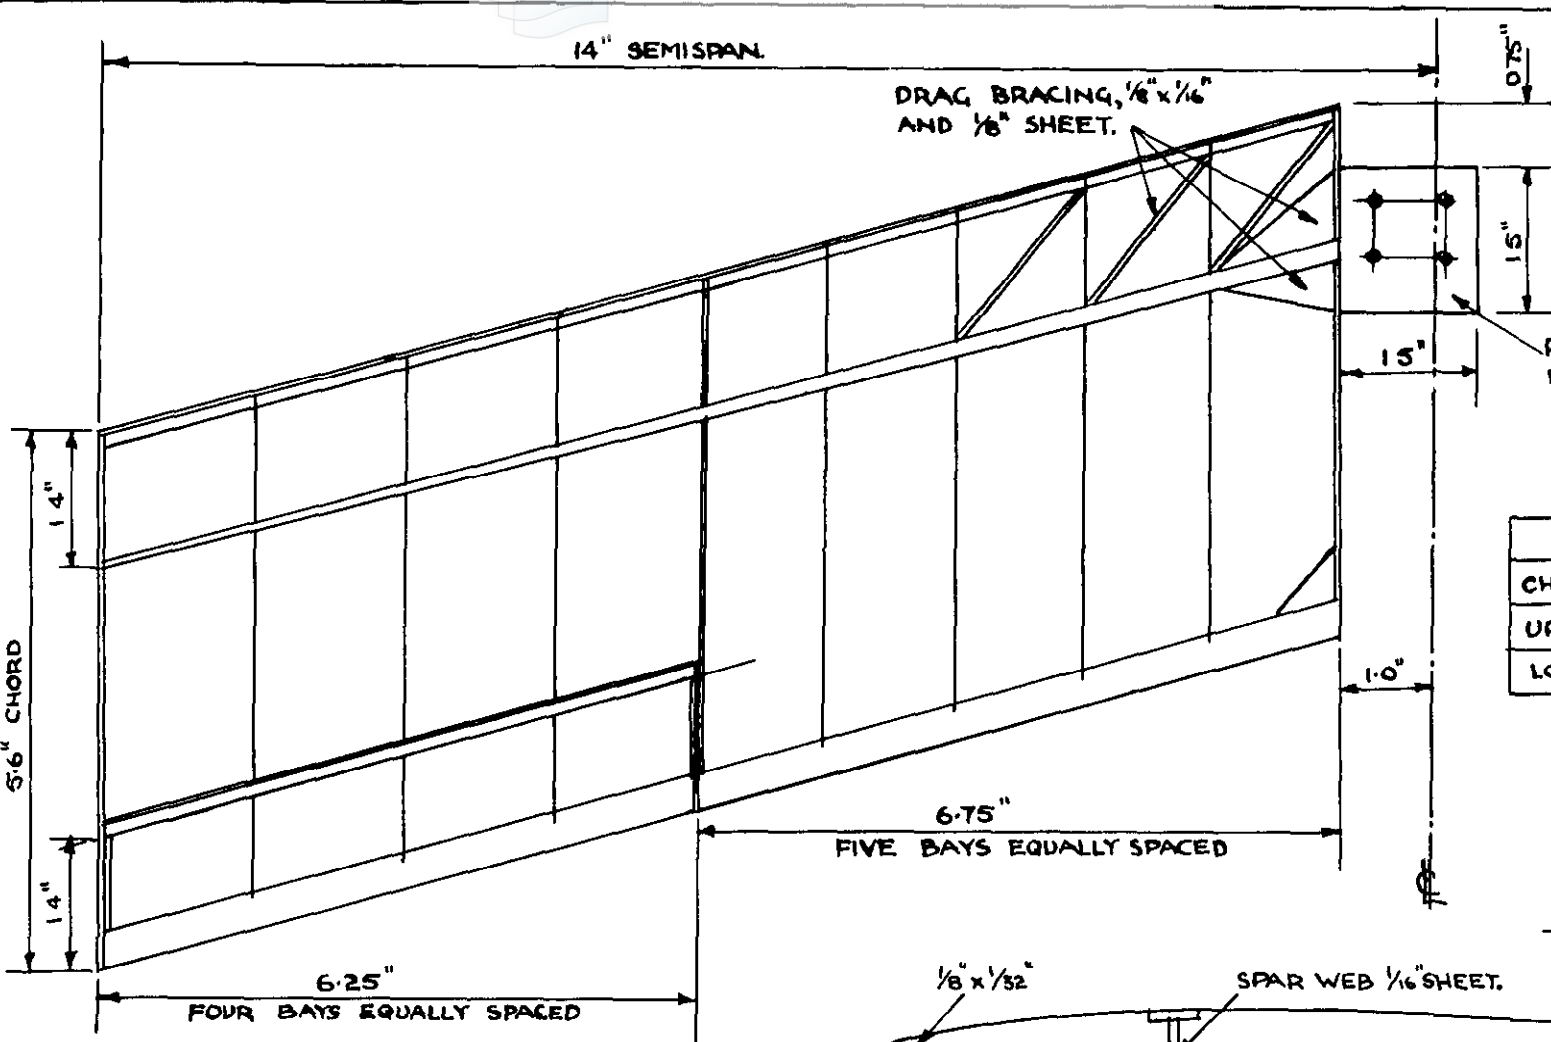 14" SEMISPAN.
.075"
DRAG BRACING, 1/8" x 1/16"
AND 1/8" SHEET.
1.5"
1.5"
1.4"
5.6" CHORD
1.4"
1.0"
6.75"
FIVE BAYS EQUALLY SPACED
6.25"
FOUR BAYS EQUALLY SPACED
1/8" x 1/32"
SPAR WEB 1/16" SHEET.